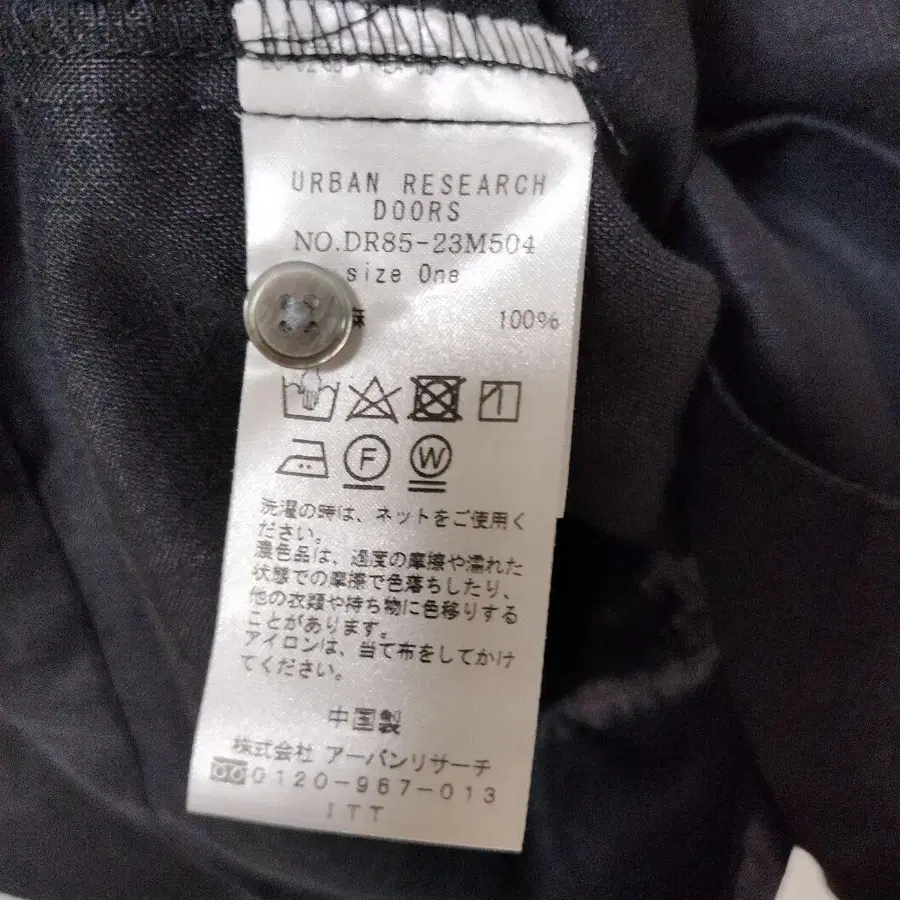 URBAN RESEARCH
DOORS
NO.DR85-23M504
size One
麻 100%
F W
洗濯の時は、ネットをご使用く
ださい。
濃色品は、過度の摩擦や濡れた
状態での摩擦で色落ちしたり、
他の衣類や持ち物に色移りする
ことがあります。
アイロンは、当て布をしてかけ
てください。
中国製
株式会社 アーバンリサーチ
0120-967-013
ITT